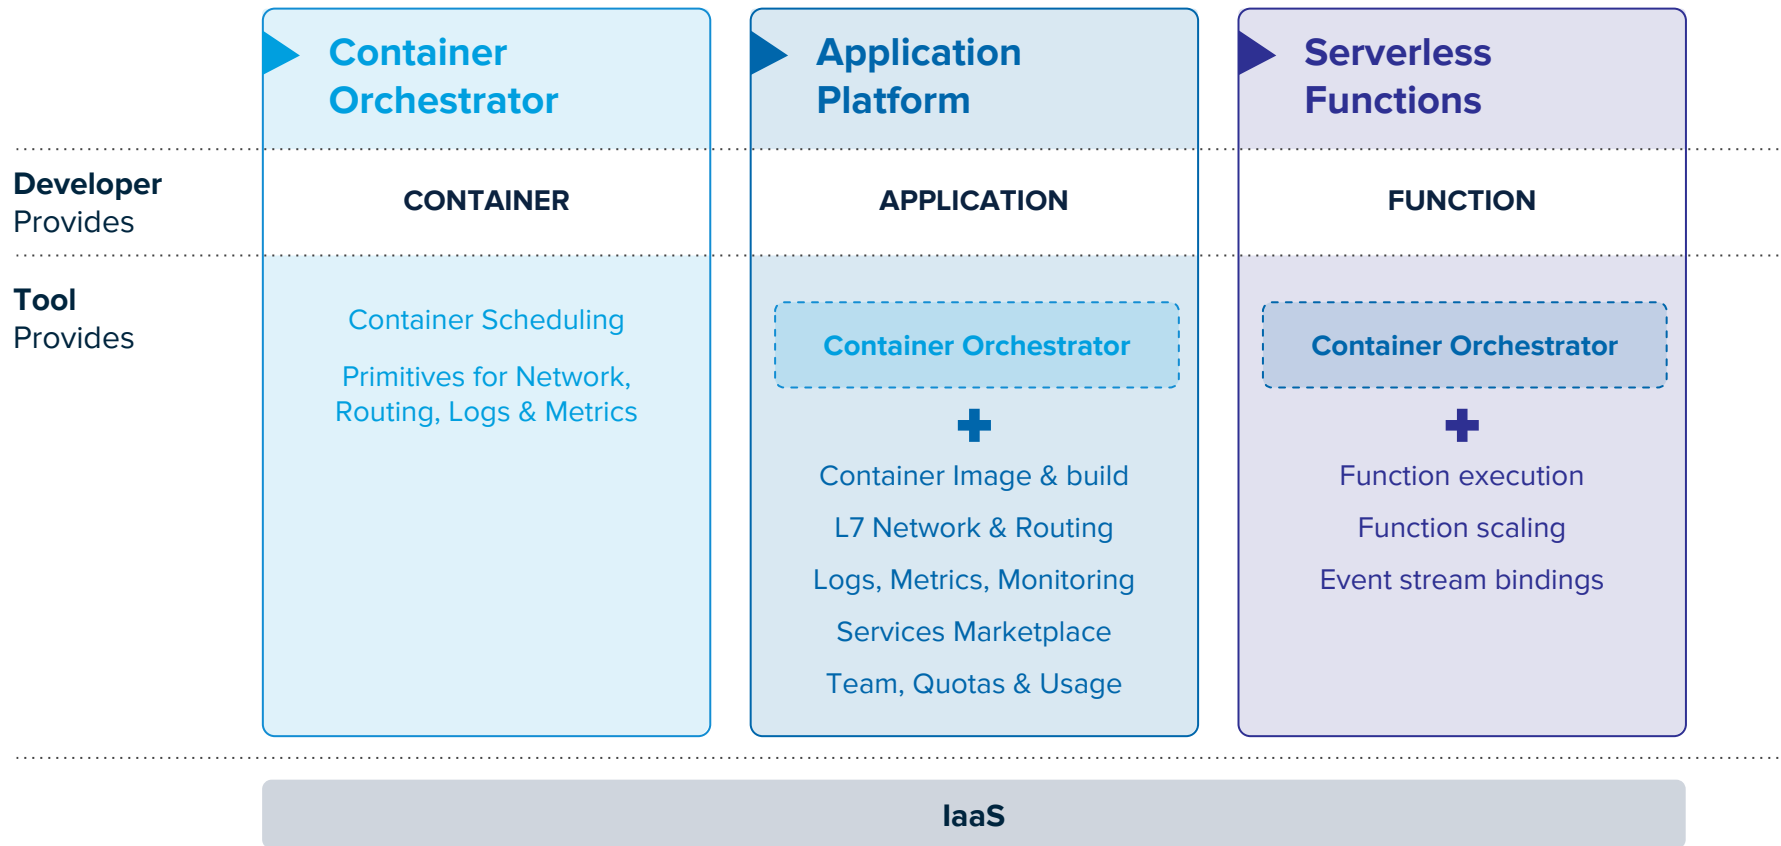 Container
Orchestrator
Application
Platform
Serverless
Functions
Developer
Provides
CONTAINER
APPLICATION
FUNCTION
Tool
Provides
Container Scheduling
Primitives for Network,
Routing, Logs & Metrics
Container Orchestrator
Container Image & build
L7 Network & Routing
Logs, Metrics, Monitoring
Services Marketplace
Team, Quotas & Usage
Container Orchestrator
Function execution
Function scaling
Event stream bindings
IaaS